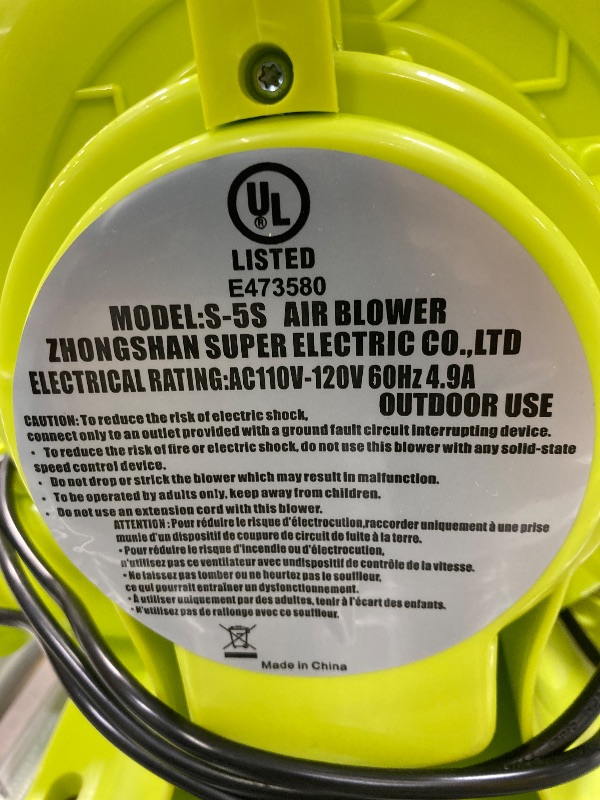 UL
®
LISTED
E473580
MODEL:S-5S AIR BLOWER
ZHONGSHAN SUPER ELECTRIC CO.,LTD
ELECTRICAL RATING:AC110V-120V 60Hz 4.9A
OUTDOOR USE
CAUTION: To reduce the risk of electric shock,
connect only to an outlet provided with a ground fault circuit interrupting device.
· To reduce the risk of fire or electric shock, do not use this blower with any solid-state
speed control device.
· Do not drop or strick the blower which may result in malfunction.
· To be operated by adults only, keep away from children.
· Do not use an extension cord with this blower.
ATTENTION : Pour réduire le risque d'électrocution,raccorder uniquement à une prise
munie d'un dispositif de coupure de circuit de fuite à la terre.
· Pour réduire le risque d'incendie ou d'électrocution,
n'utilisez pas ce ventilateur avec undispositif de contrôle de la vitesse.
· Ne laissez pas tomber ou ne heurtez pas le souffleur,
ce qui pourrait entraîner un dysfonctionnement.
· A utiliser uniquement par des adultes, tenir à l'écart des enfants.
· N'utilisez pas de rallonge avec ce souffleur.
Made in China